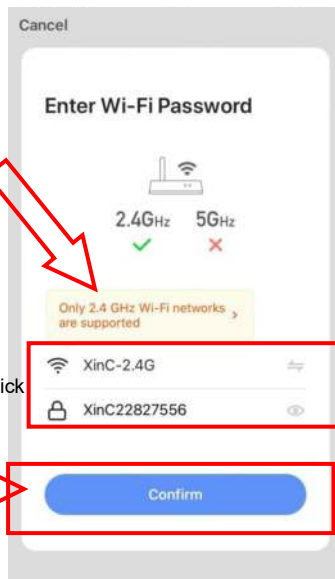 Cancel
Enter Wi-Fi Password
2.4GHz 5GHz
Only 2.4 GHz Wi-Fi networks
are supported
XinC-2.4G
ick
XinC22827556
Confirm